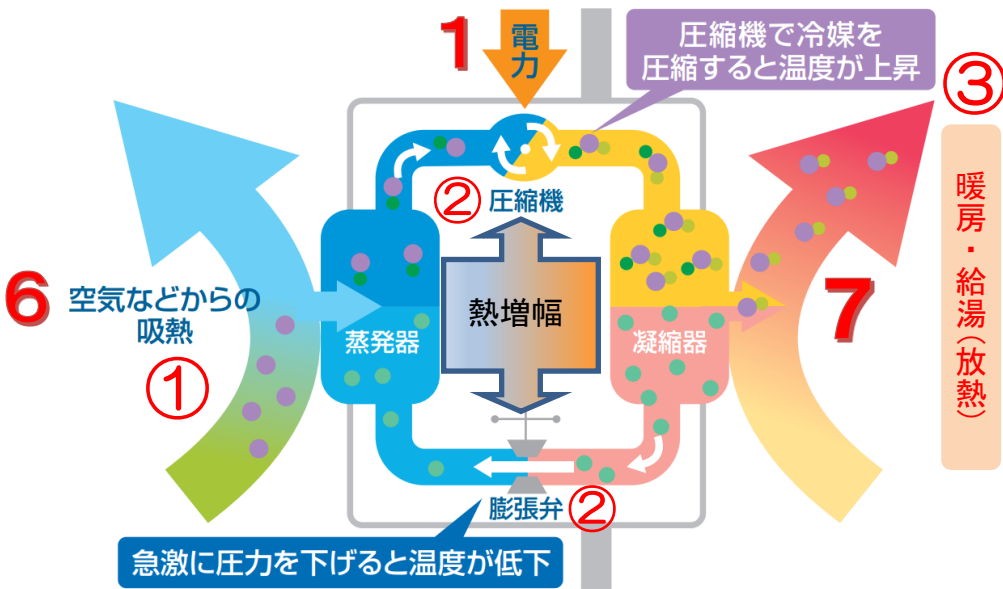 1
電力
圧縮機で冷媒を
圧縮すると温度が上昇
③
② 圧縮機
暖房・給湯(放熱)
6
空気などからの
吸熱
①
蒸発器
熱増幅
凝縮器
7
膨張弁 ②
急激に圧力を下げると温度が低下